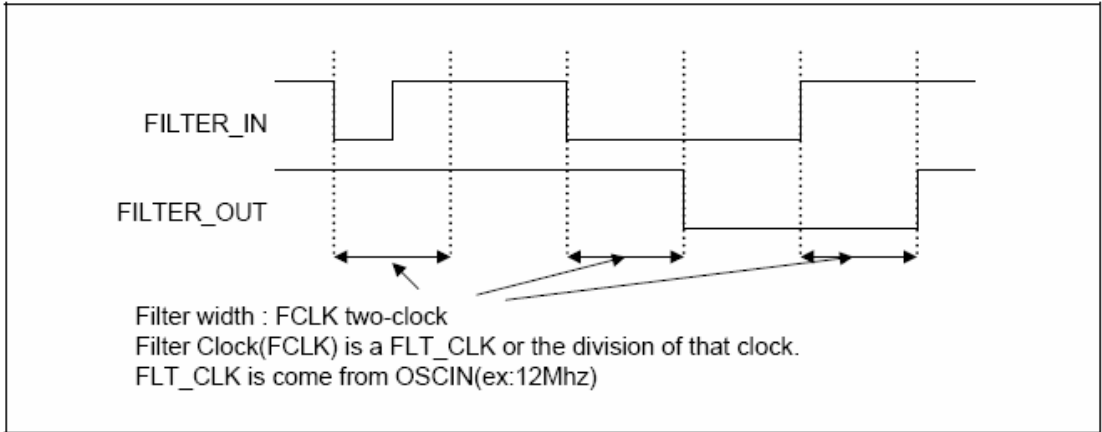 FILTER_IN
FILTER_OUT
Filter width : FCLK two-clock
Filter Clock(FCLK) is a FLT_CLK or the division of that clock.
FLT_CLK is come from OSCIN(ex:12Mhz)